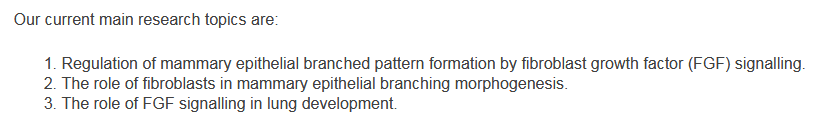 Our current main research topics are:
1. Regulation of mammary epithelial branched pattern formation by fibroblast growth factor (FGF) signalling.
2. The role of fibroblasts in mammary epithelial branching morphogenesis.
3. The role of FGF signalling in lung development.